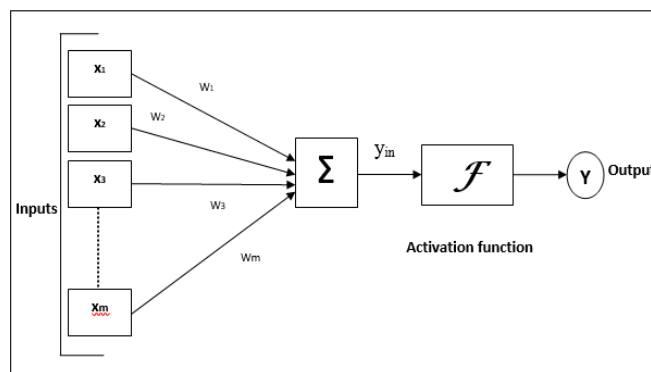 X1
W1
X2
W2
X3
Σ
yin
F
Y
Output
Inputs
W3
Activation function
Wm
Xm